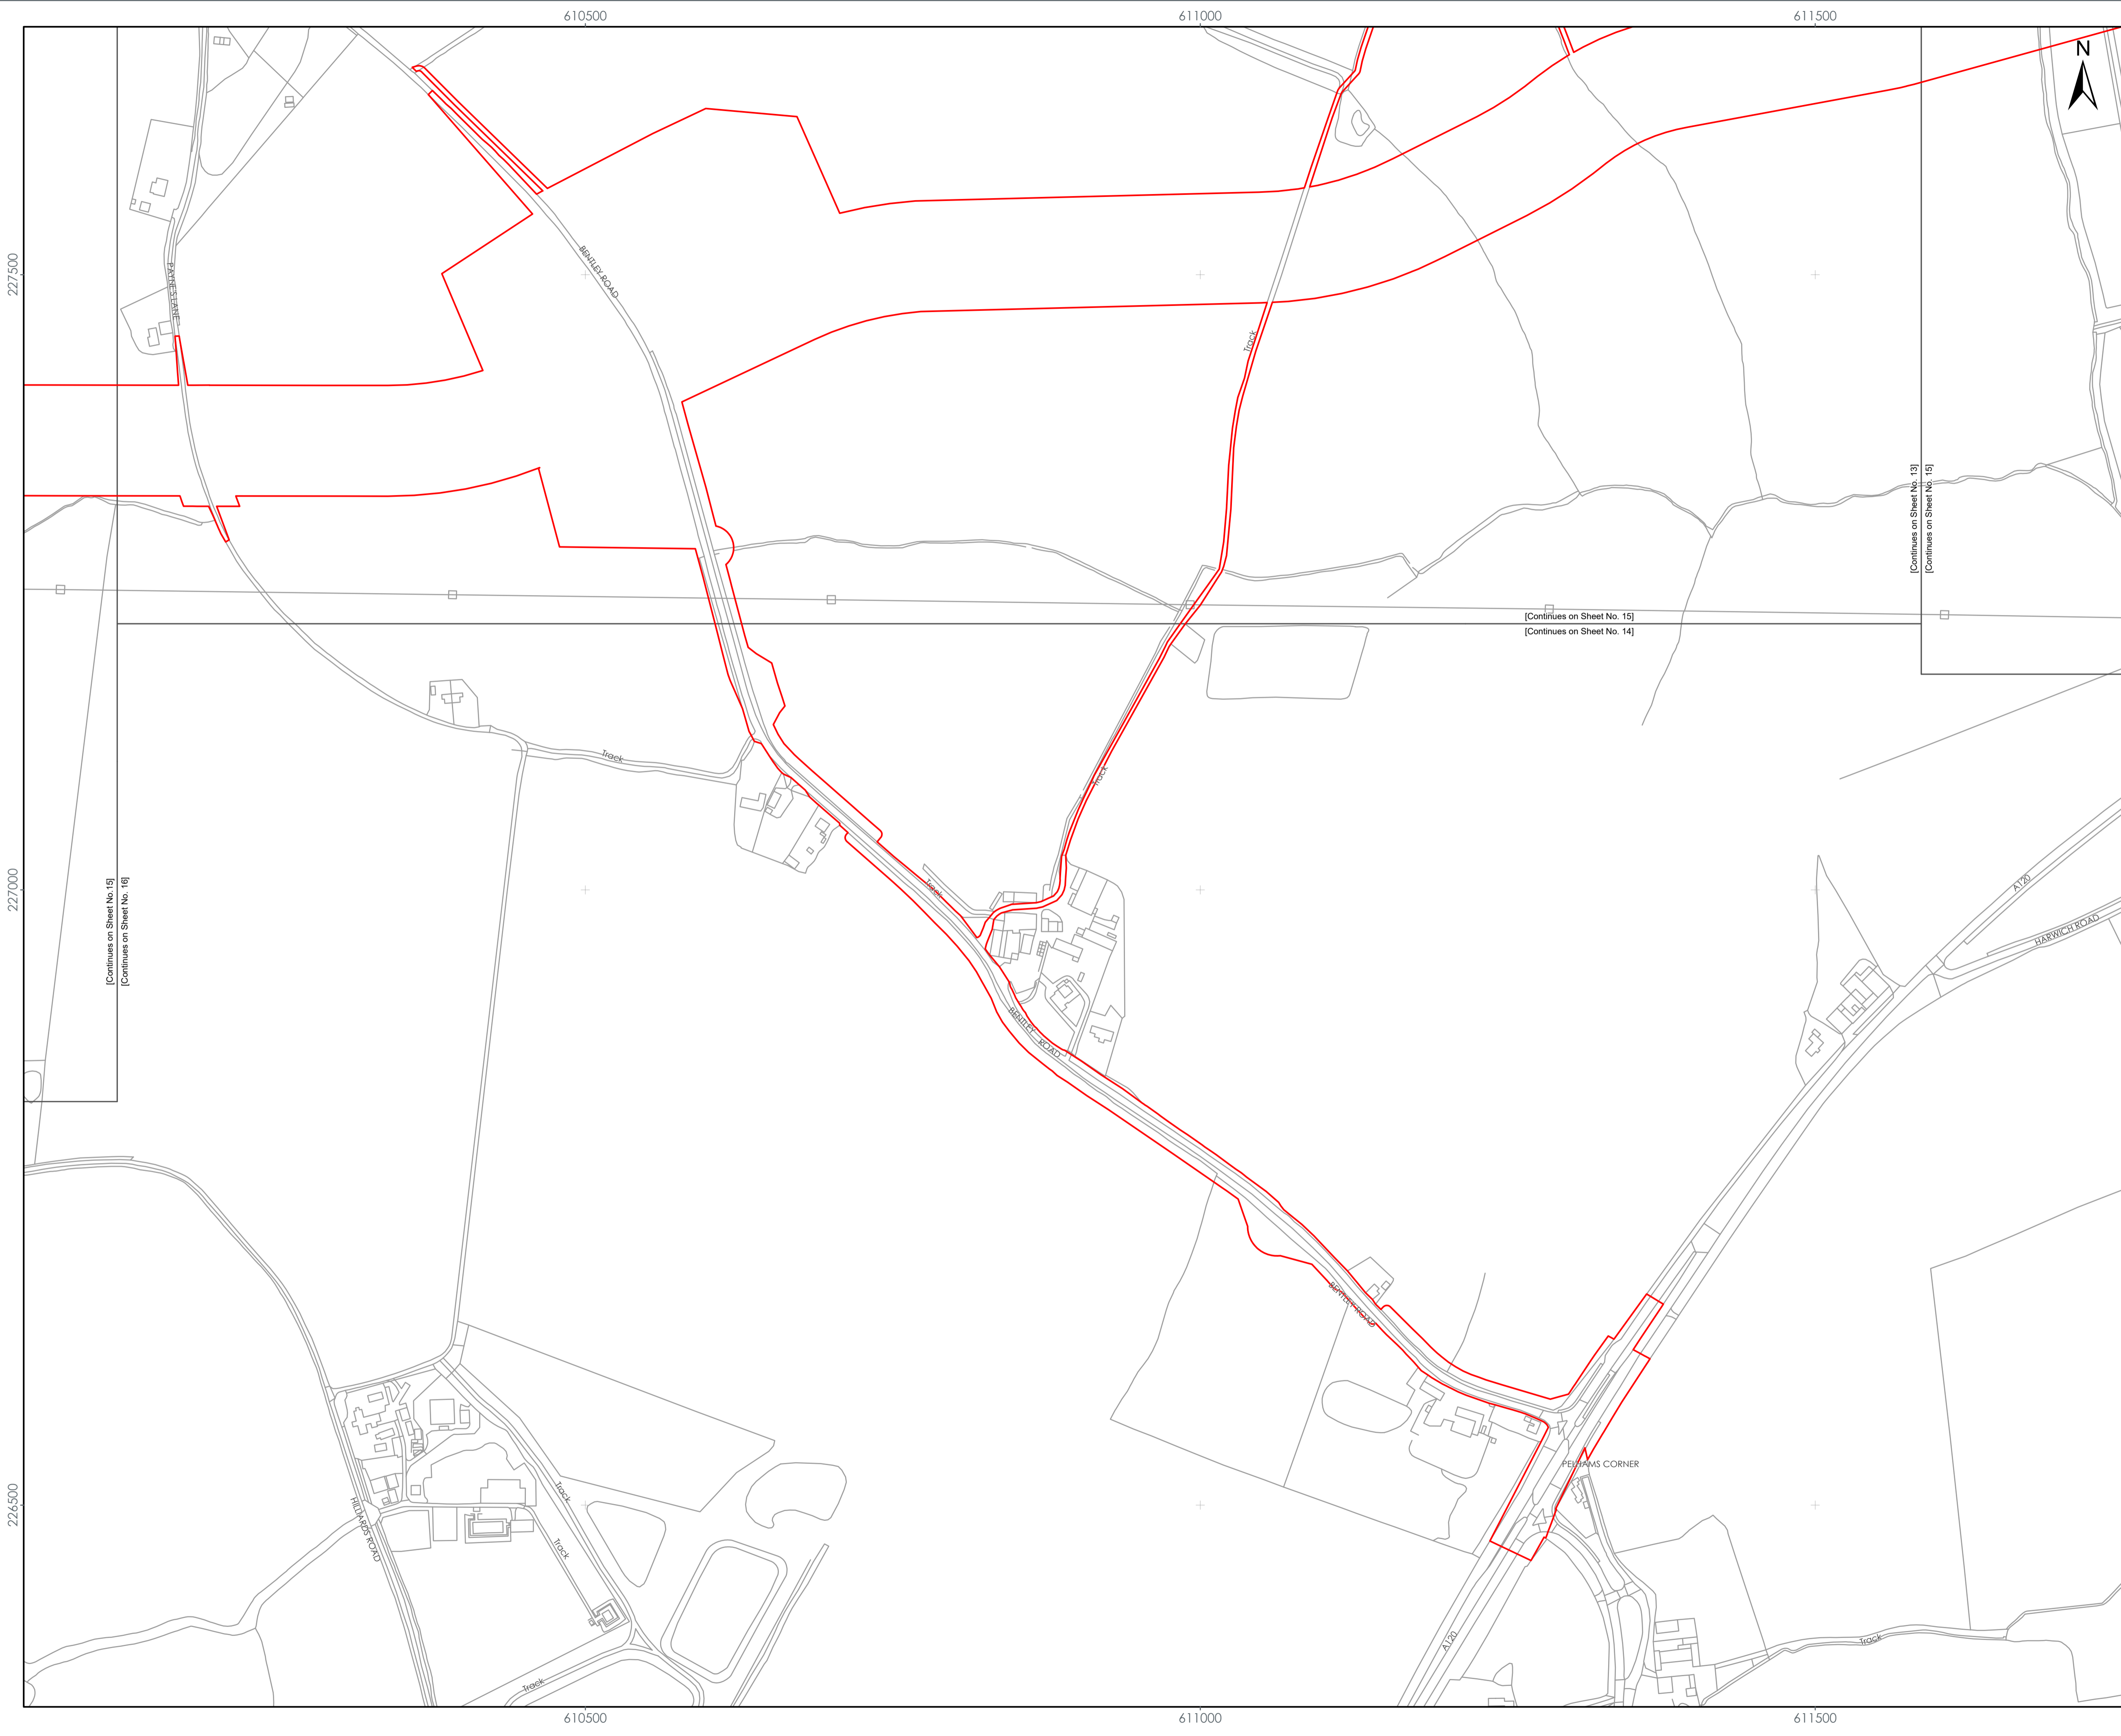 610500
611000
611500
N
227500
BENTLEY ROAD
PAYNES LANE
Track
[Continues on Sheet No. 13]
[Continues on Sheet No. 15]
[Continues on Sheet No. 15]
[Continues on Sheet No. 14]
Track
Track
227000
[Continues on Sheet No.15]
[Continues on Sheet No. 16]
Track
A120
HARWICH ROAD
BENTLEY
ROAD
BENTLEY ROAD
PELHAMS CORNER
226500
HILLIARDS ROAD
Track
Track
Track
A120
Track
610500
611000
611500